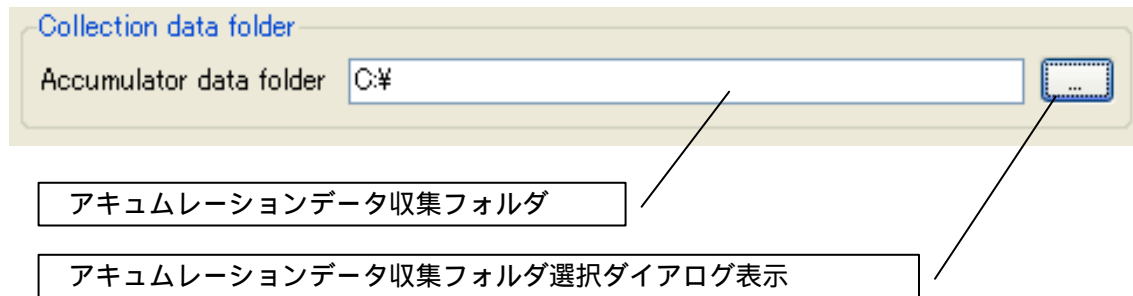 Collection data folder
Accumulator data folder C:¥ ...
アキュムレーションデータ収集フォルダ
アキュムレーションデータ収集フォルダ選択ダイアログ表示